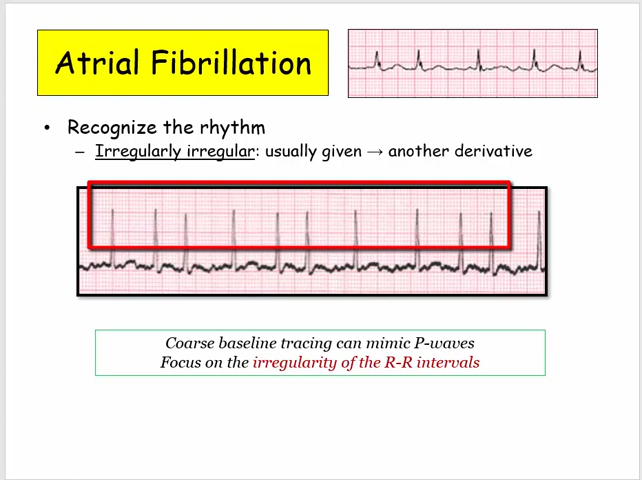 Atrial Fibrillation
• Recognize the rhythm
– Irregularly irregular: usually given → another derivative
Coarse baseline tracing can mimic P-waves
Focus on the irregularity of the R-R intervals